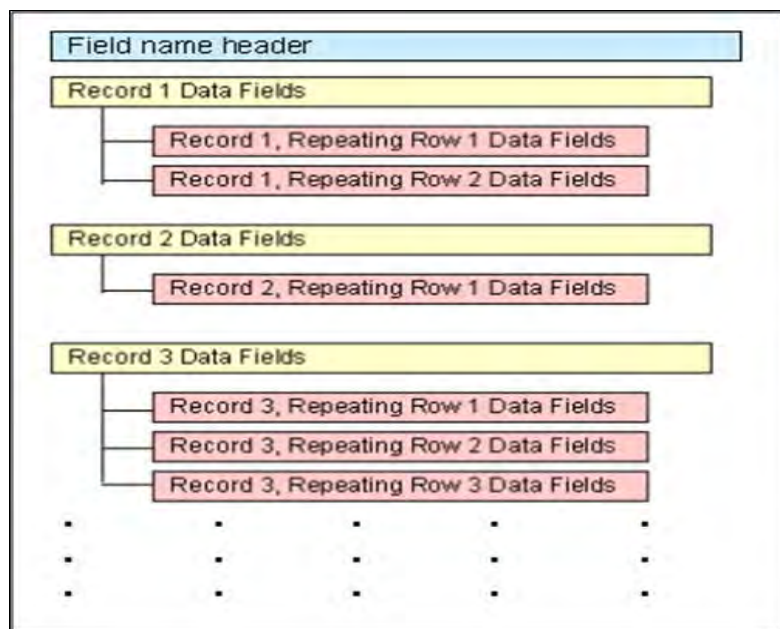 Field name header
Record 1 Data Fields
Record 1, Repeating Row 1 Data Fields
Record 1, Repeating Row 2 Data Fields
Record 2 Data Fields
Record 2, Repeating Row 1 Data Fields
Record 3 Data Fields
Record 3, Repeating Row 1 Data Fields
Record 3, Repeating Row 2 Data Fields
Record 3, Repeating Row 3 Data Fields